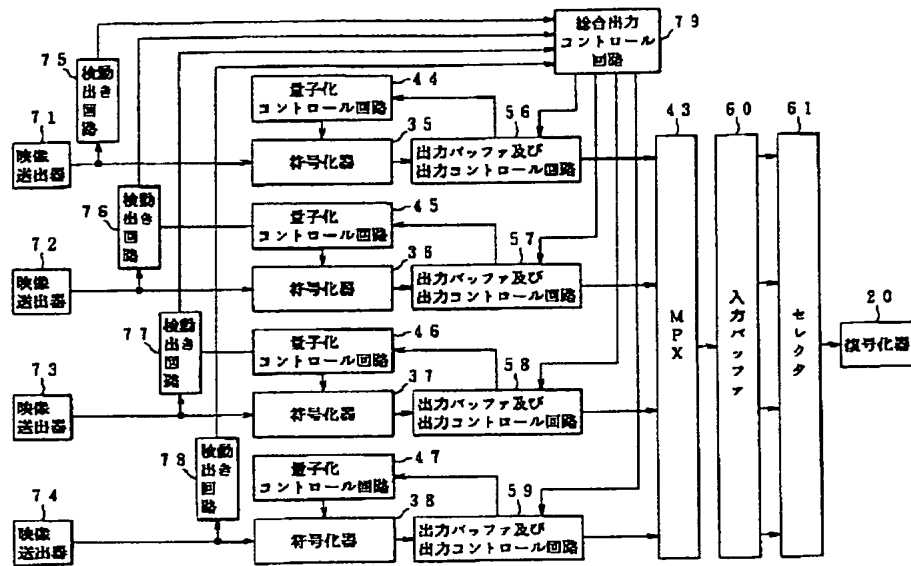 総合出力
コントロール
回路
79
75
動き
検出
回路
量子化
コントロール回路
44
71
映像
送出器
35
符号化器
56
出力バッファ及び
出力コントロール回路
43
MPX
60
入力バッファ
61
セレクタ
76
動き
検出
回路
量子化
コントロール回路
45
72
映像
送出器
36
符号化器
57
出力バッファ及び
出力コントロール回路
20
復号化器
77
動き
検出
回路
量子化
コントロール回路
46
73
映像
送出器
37
符号化器
58
出力バッファ及び
出力コントロール回路
78
動き
検出
回路
量子化
コントロール回路
47
74
映像
送出器
38
符号化器
59
出力バッファ及び
出力コントロール回路